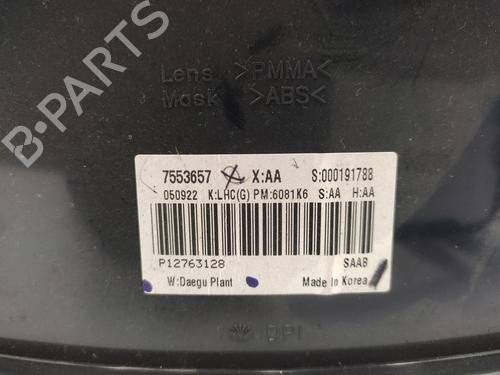 Lens >PMMA<
Mask >ABS<
7553657 X:AA S:000191788
050922 K:LHC(G) PM:6081K6 S:AA H:AA
P12763128 SAAB
W:Daegu Plant Made In Korea
DPI